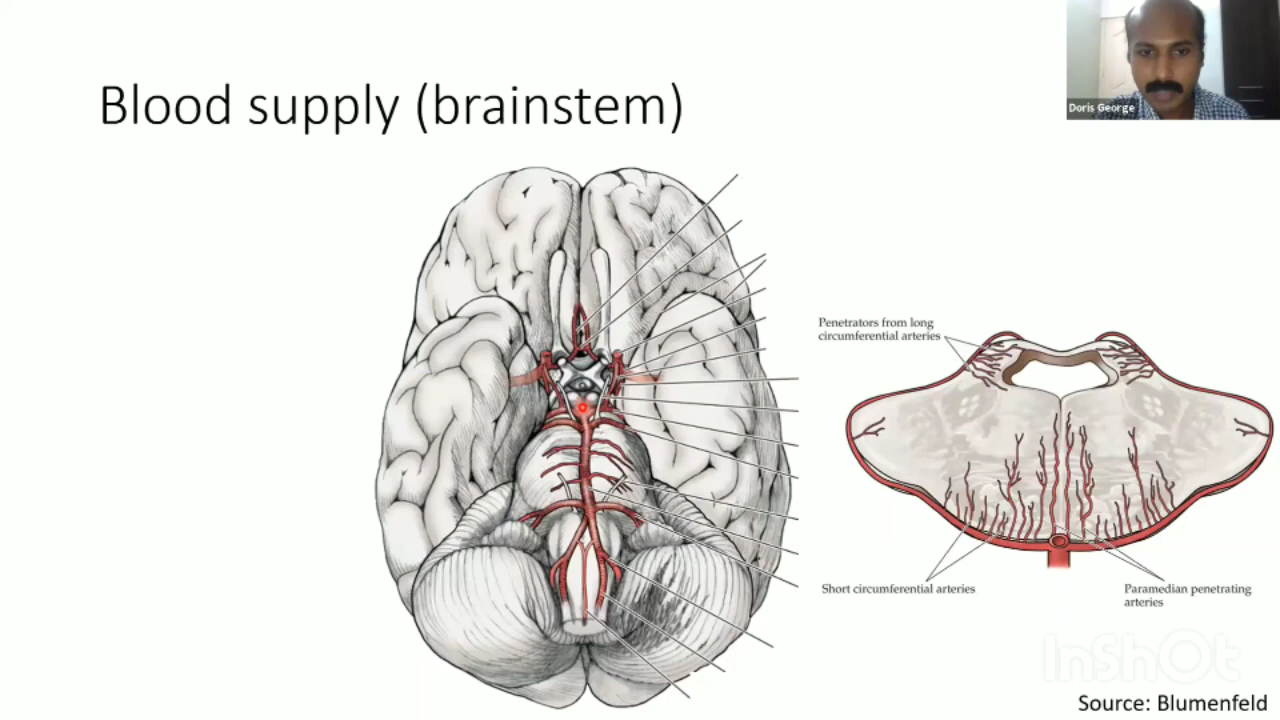 Blood supply (brainstem)
Doris George
Penetrators from long
circumferential arteries
Short circumferential arteries
Paramedian penetrating
arteries
InShOt
Source: Blumenfeld